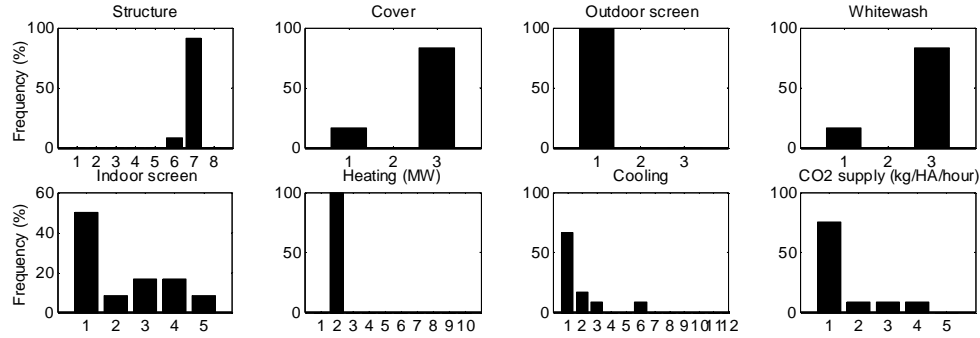 Structure
Cover
Outdoor screen
Whitewash
Frequency (%)
100
50
0
1 2 3 4 5 6 7 8
100
50
0
1 2 3
100
50
0
1 2 3
100
50
0
1 2 3
Indoor screen
Heating (MW)
Cooling
CO2 supply (kg/HA/hour)
Frequency (%)
60
40
20
0
1 2 3 4 5
100
50
0
1 2 3 4 5 6 7 8 9 10
100
50
0
1 2 3 4 5 6 7 8 9 10 11 12
100
50
0
1 2 3 4 5